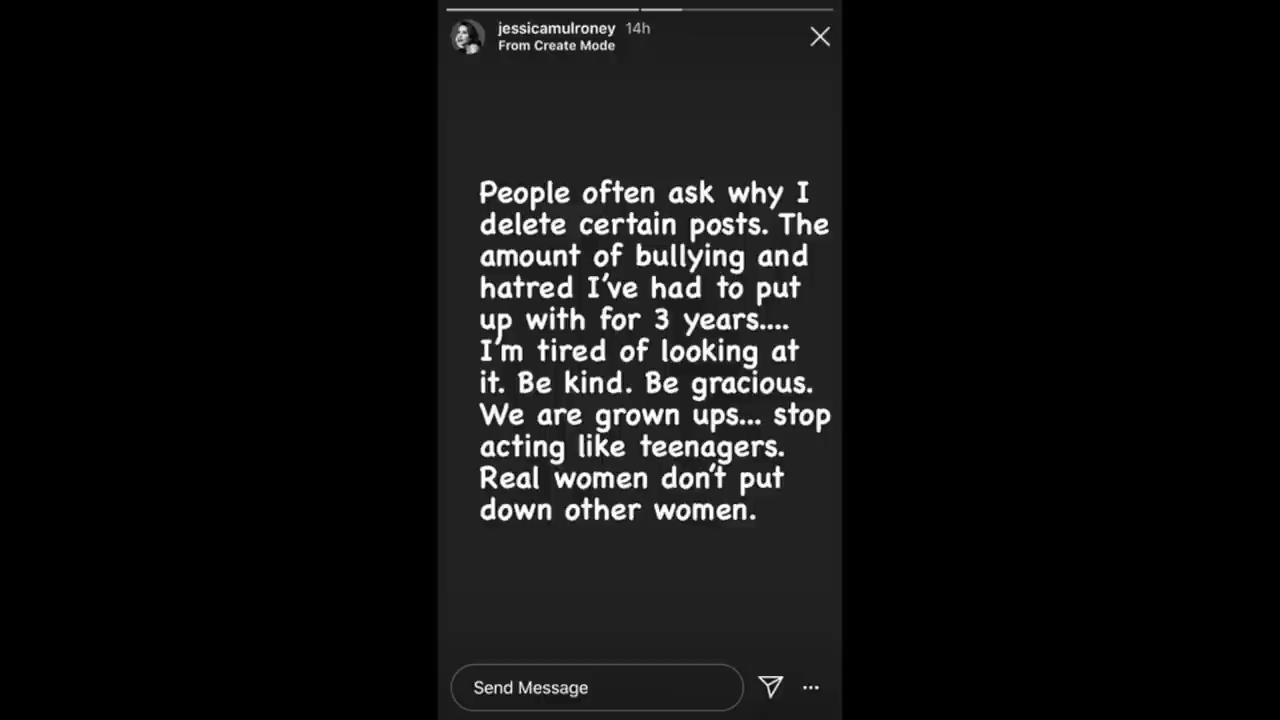 jessicamulroney 14h
From Create Mode
People often ask why I
delete certain posts. The
amount of bullying and
hatred I've had to put
up with for 3 years....
I'm tired of looking at
it. Be kind. Be gracious.
We are grown ups... stop
acting like teenagers.
Real women don't put
down other women.
Send Message